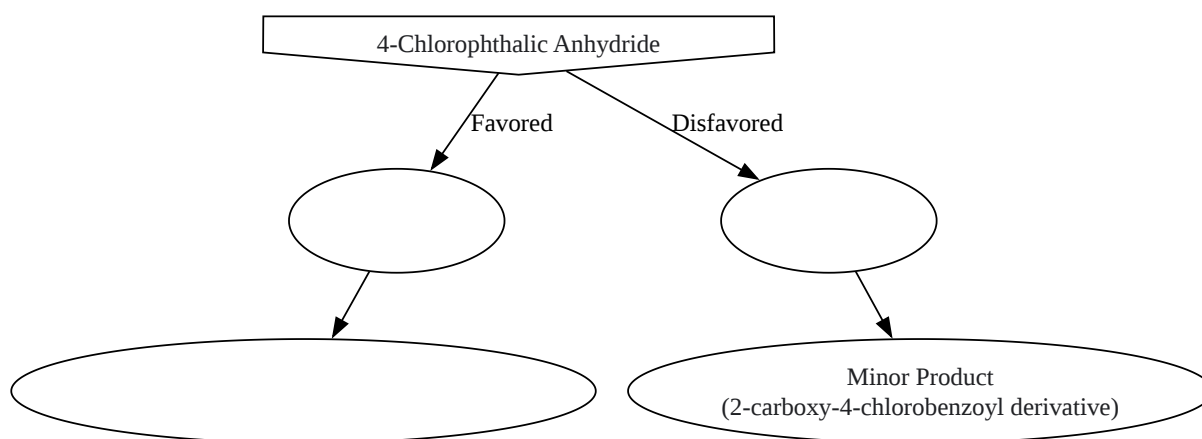 4-Chlorophthalic Anhydride
Favored
Disfavored
Minor Product
(2-carboxy-4-chlorobenzoyl derivative)